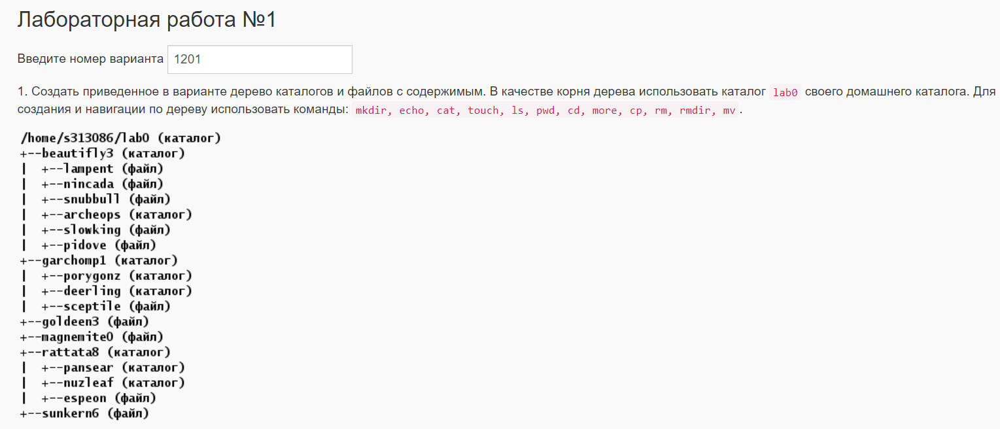 Лабораторная работа №1
Введите номер варианта 1201
1. Создать приведенное в варианте дерево каталогов и файлов с содержимым. В качестве корня дерева использовать каталог lab0 своего домашнего каталога. Для
создания и навигации по дереву использовать команды: mkdir, echo, cat, touch, ls, pwd, cd, more, cp, rm, rmdir, mv.
/home/s313086/lab0 (каталог)
+--beautifly3 (каталог)
|  +--lampent (файл)
|  +--nincada (файл)
|  +--snubbull (файл)
|  +--archeops (каталог)
|  +--slowking (файл)
|  +--pidove (файл)
+--garchomp1 (каталог)
|  +--porygonz (каталог)
|  +--deerling (каталог)
|  +--sceptile (файл)
+--goldeen3 (файл)
+--magnemite0 (файл)
+--rattata8 (каталог)
|  +--pansear (каталог)
|  +--nuzleaf (каталог)
|  +--espeon (файл)
+--sunkern6 (файл)